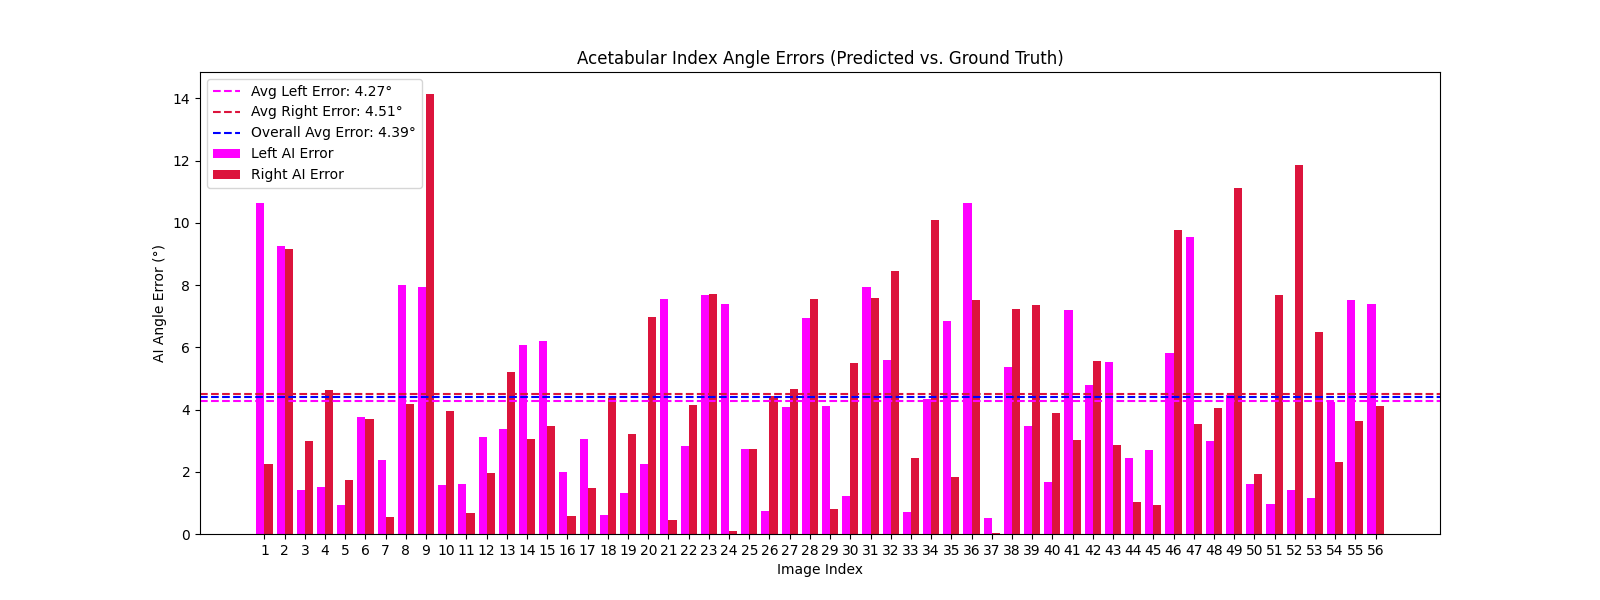 Acetabular Index Angle Errors (Predicted vs. Ground Truth)
Avg Left Error: 4.27°
Avg Right Error: 4.51°
Overall Avg Error: 4.39°
Left AI Error
Right AI Error
AI Angle Error (°)
14
12
10
8
6
4
2
0
1 2 3 4 5 6 7 8 9 10 11 12 13 14 15 16 17 18 19 20 21 22 23 24 25 26 27 28 29 30 31 32 33 34 35 36 37 38 39 40 41 42 43 44 45 46 47 48 49 50 51 52 53 54 55 56
Image Index